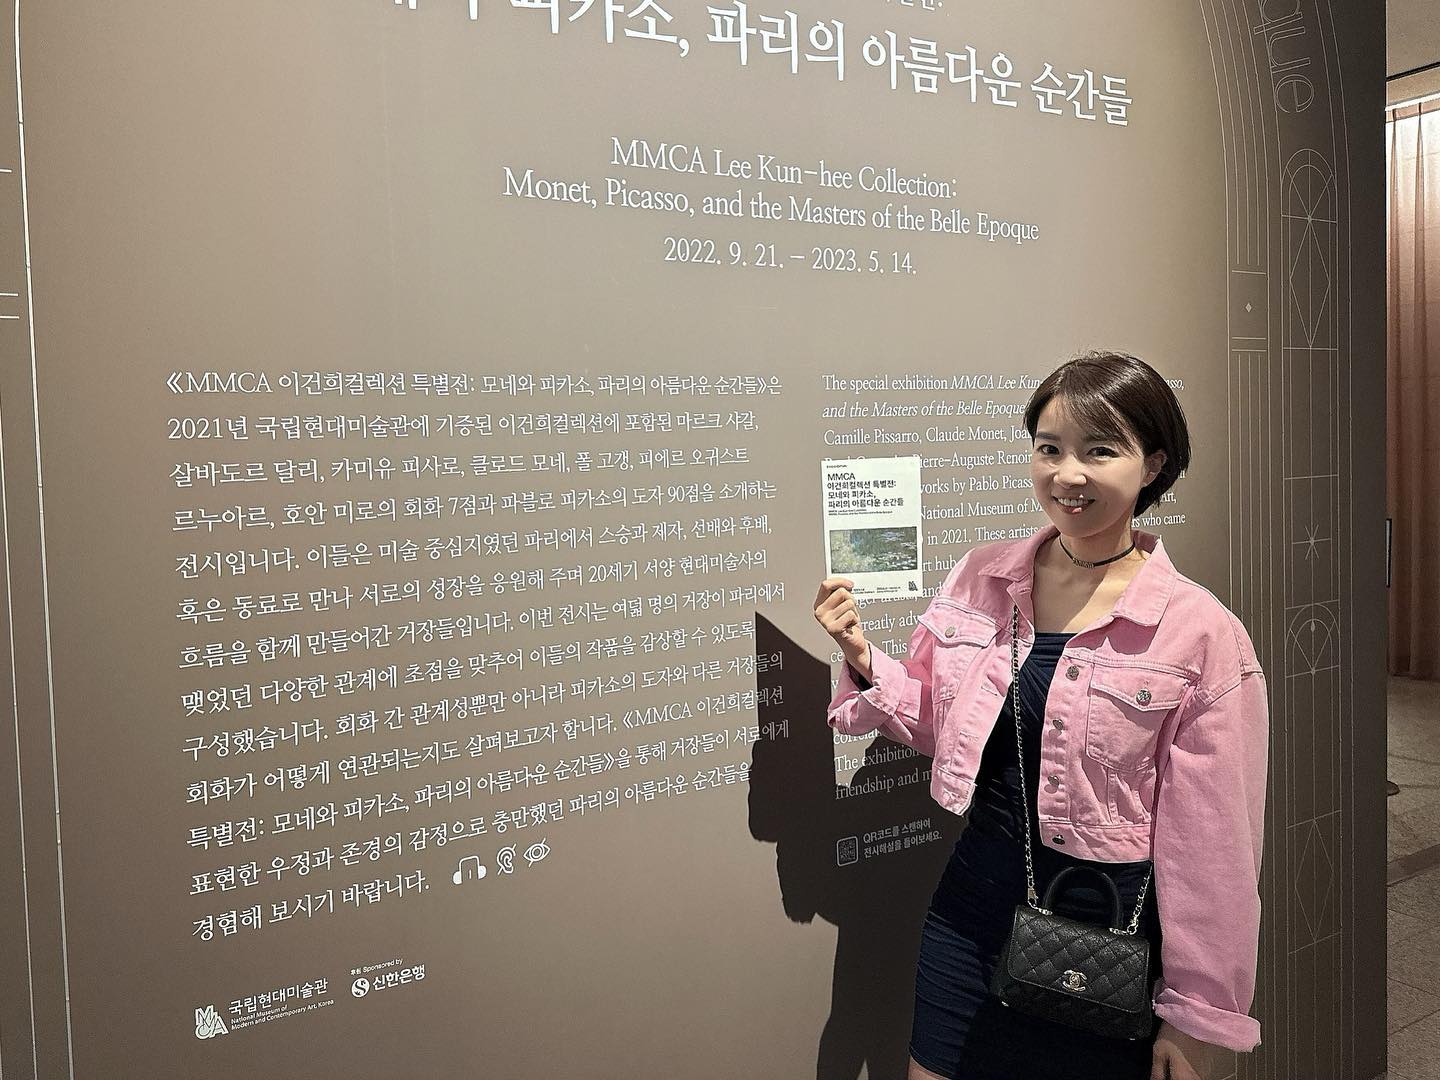 피카소, 파리의 아름다운 순간들
MMCA Lee Kun-hee Collection:
Monet, Picasso, and the Masters of the Belle Epoque
2022. 9. 21. – 2023. 5. 14.
《MMCA 이건희컬렉션 특별전: 모네와 피카소, 파리의 아름다운 순간들》은
2021년 국립현대미술관에 기증된 이건희컬렉션에 포함된 마르크 샤갈,
살바도르 달리, 카미유 피사로, 클로드 모네, 폴 고갱, 피에르 오귀스트
르누아르, 호안 미로의 회화 7점과 파블로 피카소의 도자 90점을 소개하는
전시입니다. 이들은 미술 중심지였던 파리에서 스승과 제자, 선배와 후배,
혹은 동료로 만나 서로의 성장을 응원해 주며 20세기 서양 현대미술사의
흐름을 함께 만들어간 거장들입니다. 이번 전시는 여덟 명의 거장이 파리에서
맺었던 다양한 관계에 초점을 맞추어 이들의 작품을 감상할 수 있도록
구성했습니다. 회화 간 관계성뿐만 아니라 피카소의 도자와 다른 거장들의
회화가 어떻게 연관되는지도 살펴보고자 합니다. 《MMCA 이건희컬렉션
특별전: 모네와 피카소, 파리의 아름다운 순간들》을 통해 거장들이 서로에게
표현한 우정과 존경의 감정으로 충만했던 파리의 아름다운 순간들을
경험해 보시기 바랍니다.
The special exhibition MMCA Lee Kun
and the Masters of the Belle Epoque
Camille Pissarro, Claude Monet,
Pierre-Auguste Renoir
works by Pablo Picasso
National Museum of Art,
in 2021. These artists who came
art hub
and
greatly
This
The exhibition
friendship and
QR코드를 스캔하여
전시해설을 들어보세요.
MMCA
이건희컬렉션 특별전:
모네와 피카소,
파리의 아름다운 순간들
MMCA
국립현대미술관
National Museum of
Modern and Contemporary Art, Korea
후원 Sponsored by
신한은행
que